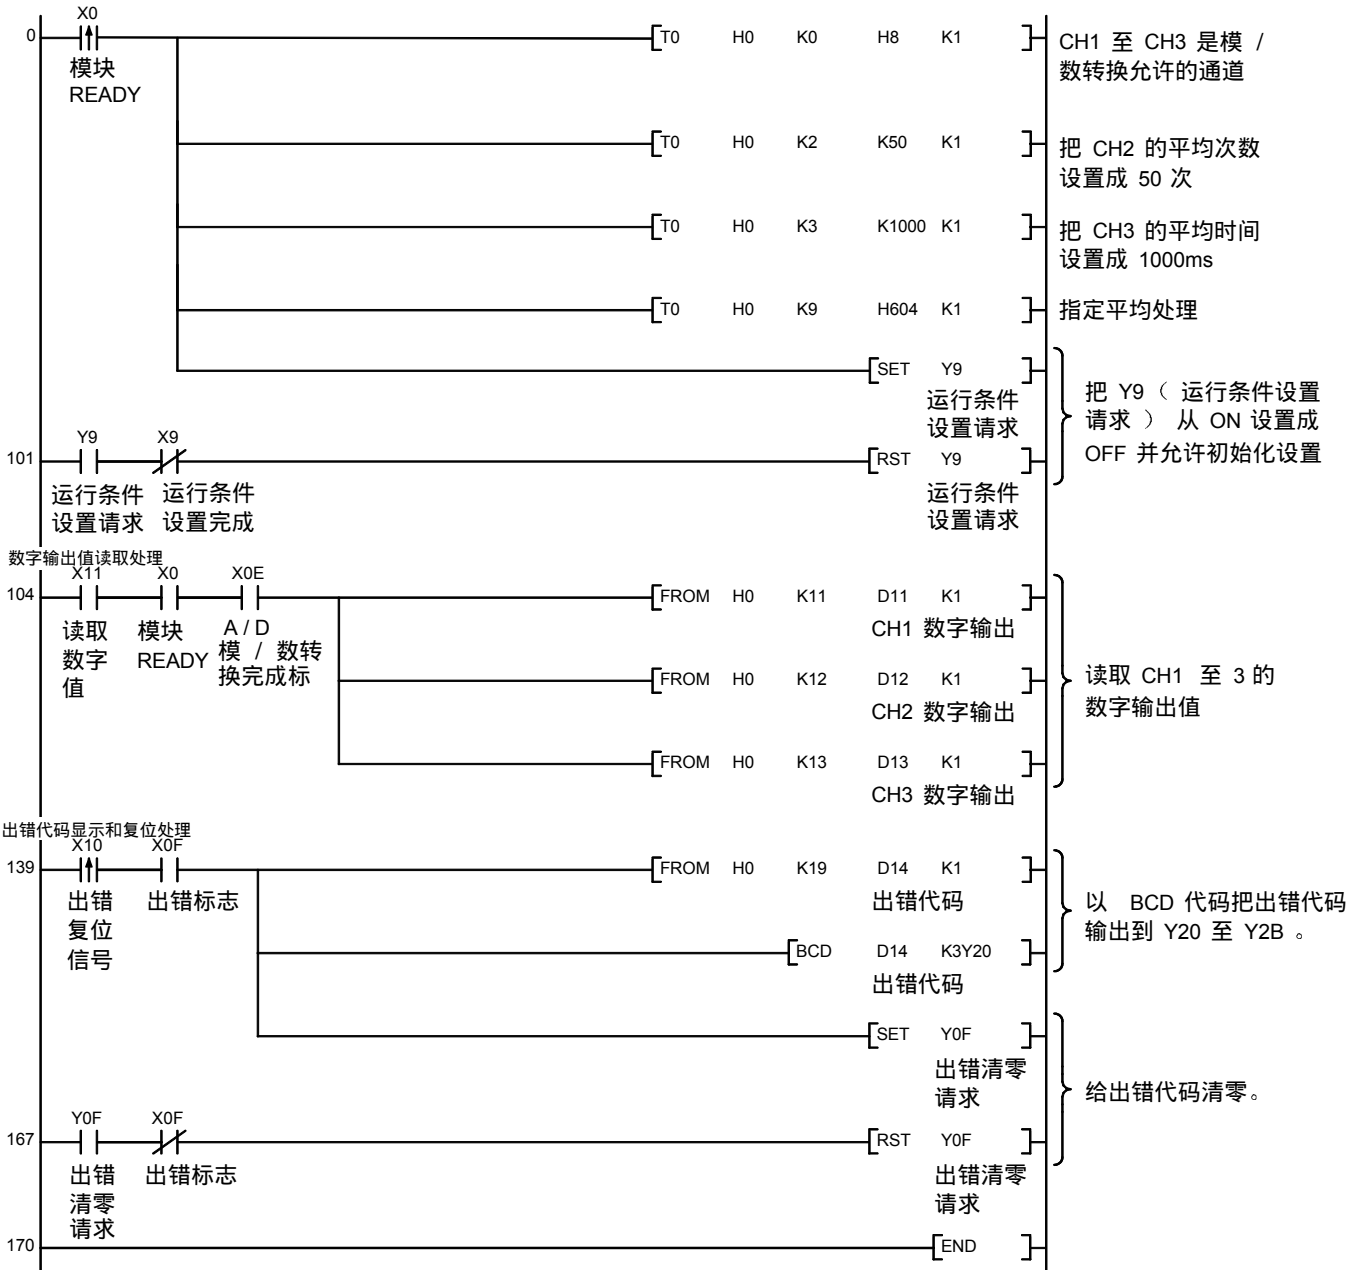 X0
0 T0 H0 K0 H8 K1 CH1 至 CH3 是模 /
模块 数转换允许的通道
READY
T0 H0 K2 K50 K1 把 CH2 的平均次数
设置成 50 次
T0 H0 K3 K1000 K1 把 CH3 的平均时间
设置成 1000ms
T0 H0 K9 H604 K1 指定平均处理
SET Y9
运行条件
设置请求
把 Y9（ 运行条件设置
请求 ） 从 ON 设置成
OFF 并允许初始化设置
Y9 X9
101 RST Y9
运行条件 运行条件 运行条件
设置请求 设置完成 设置请求
数字输出值读取处理
X11 X0 X0E
104 FROM H0 K11 D11 K1
读取 模块 A / D CH1 数字输出
数字 READY 模 / 数转
值 换完成标
FROM H0 K12 D12 K1 读取 CH1 至 3 的
CH2 数字输出 数字输出值
FROM H0 K13 D13 K1
CH3 数字输出
出错代码显示和复位处理
X10 X0F
139 FROM H0 K19 D14 K1
出错 出错标志 出错代码
复位
信号
以 BCD 代码把出错代码
输出到 Y20 至 Y2B 。
BCD D14 K3Y20
出错代码
SET Y0F
出错清零
请求
给出错代码清零。
Y0F X0F
167 RST Y0F
出错 出错标志 出错清零
清零 请求
请求
170 END